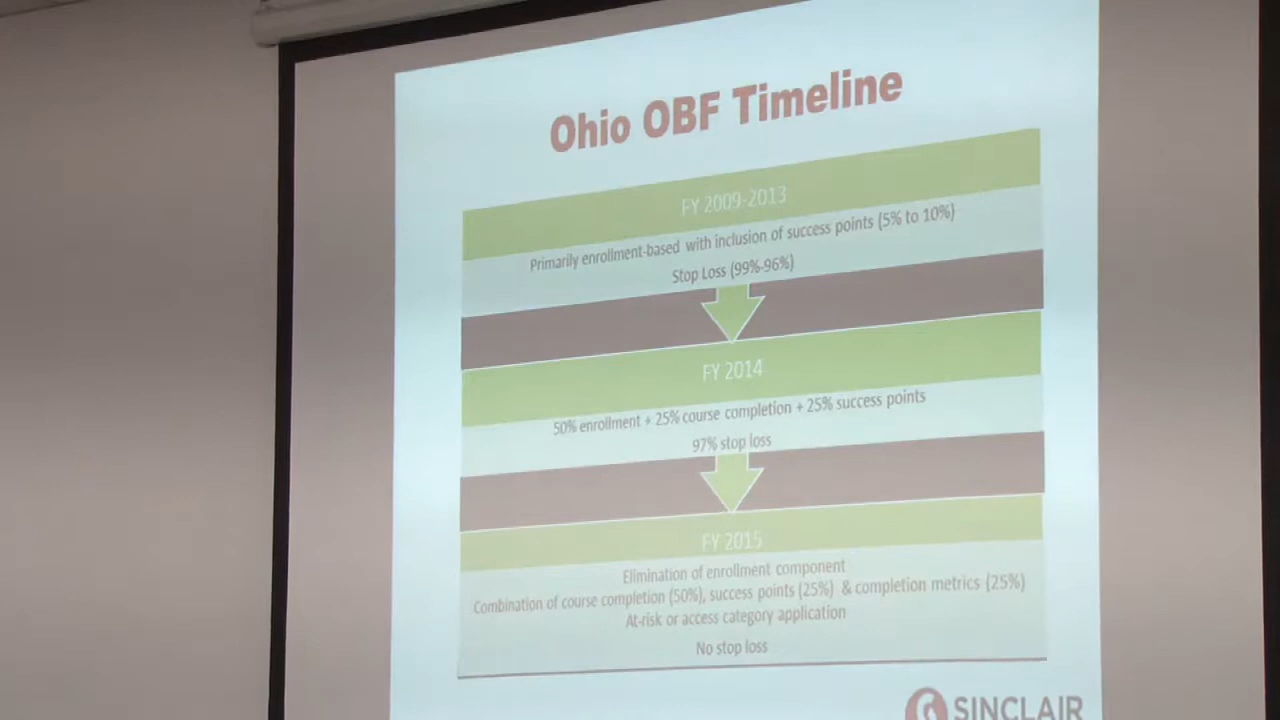 Ohio OBF Timeline
FY 2009-2013
Primarily enrollment-based with inclusion of success points (5% to 10%)
Stop Loss (99%-96%)
FY 2014
50% enrollment + 25% course completion + 25% success points
97% stop loss
FY 2015
Elimination of enrollment component
Combination of course completion (50%), success points (25%) & completion metrics (25%)
At-risk or access category application
No stop loss
SINCLAIR